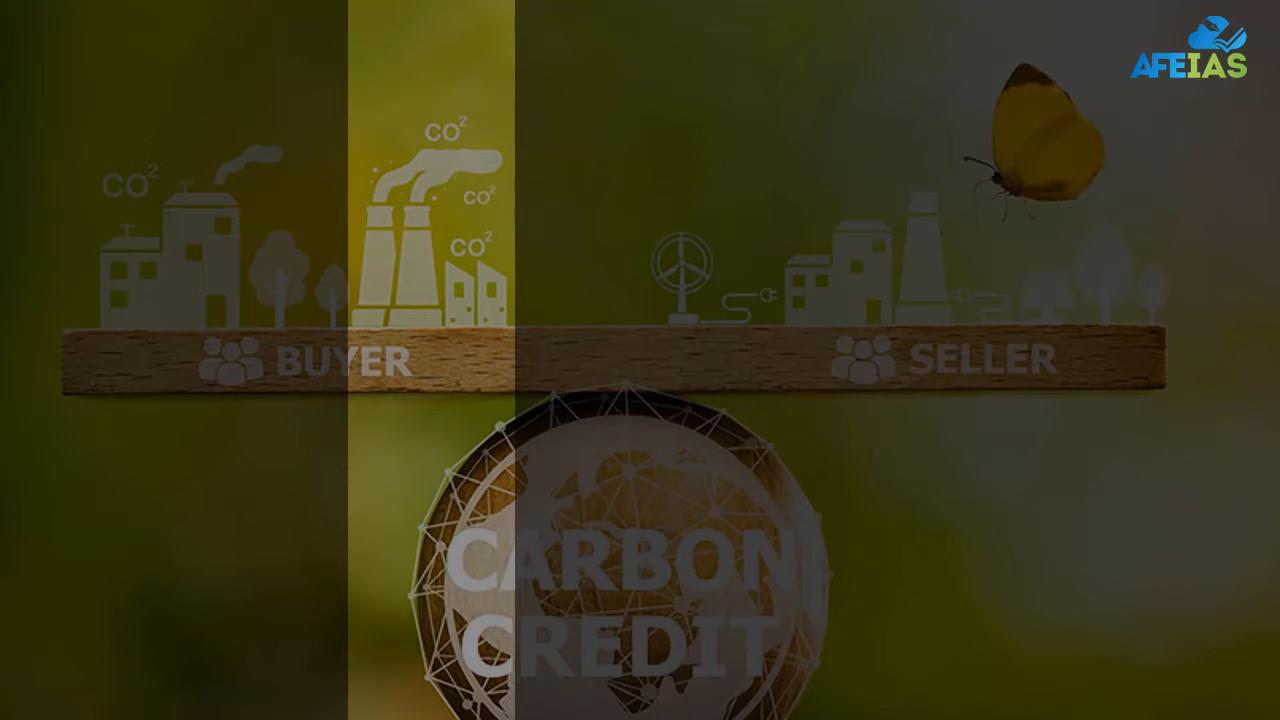 AFEIAS
CO²
CO²
CO²
CO²
BUYER
SELLER
CARBON
CREDIT